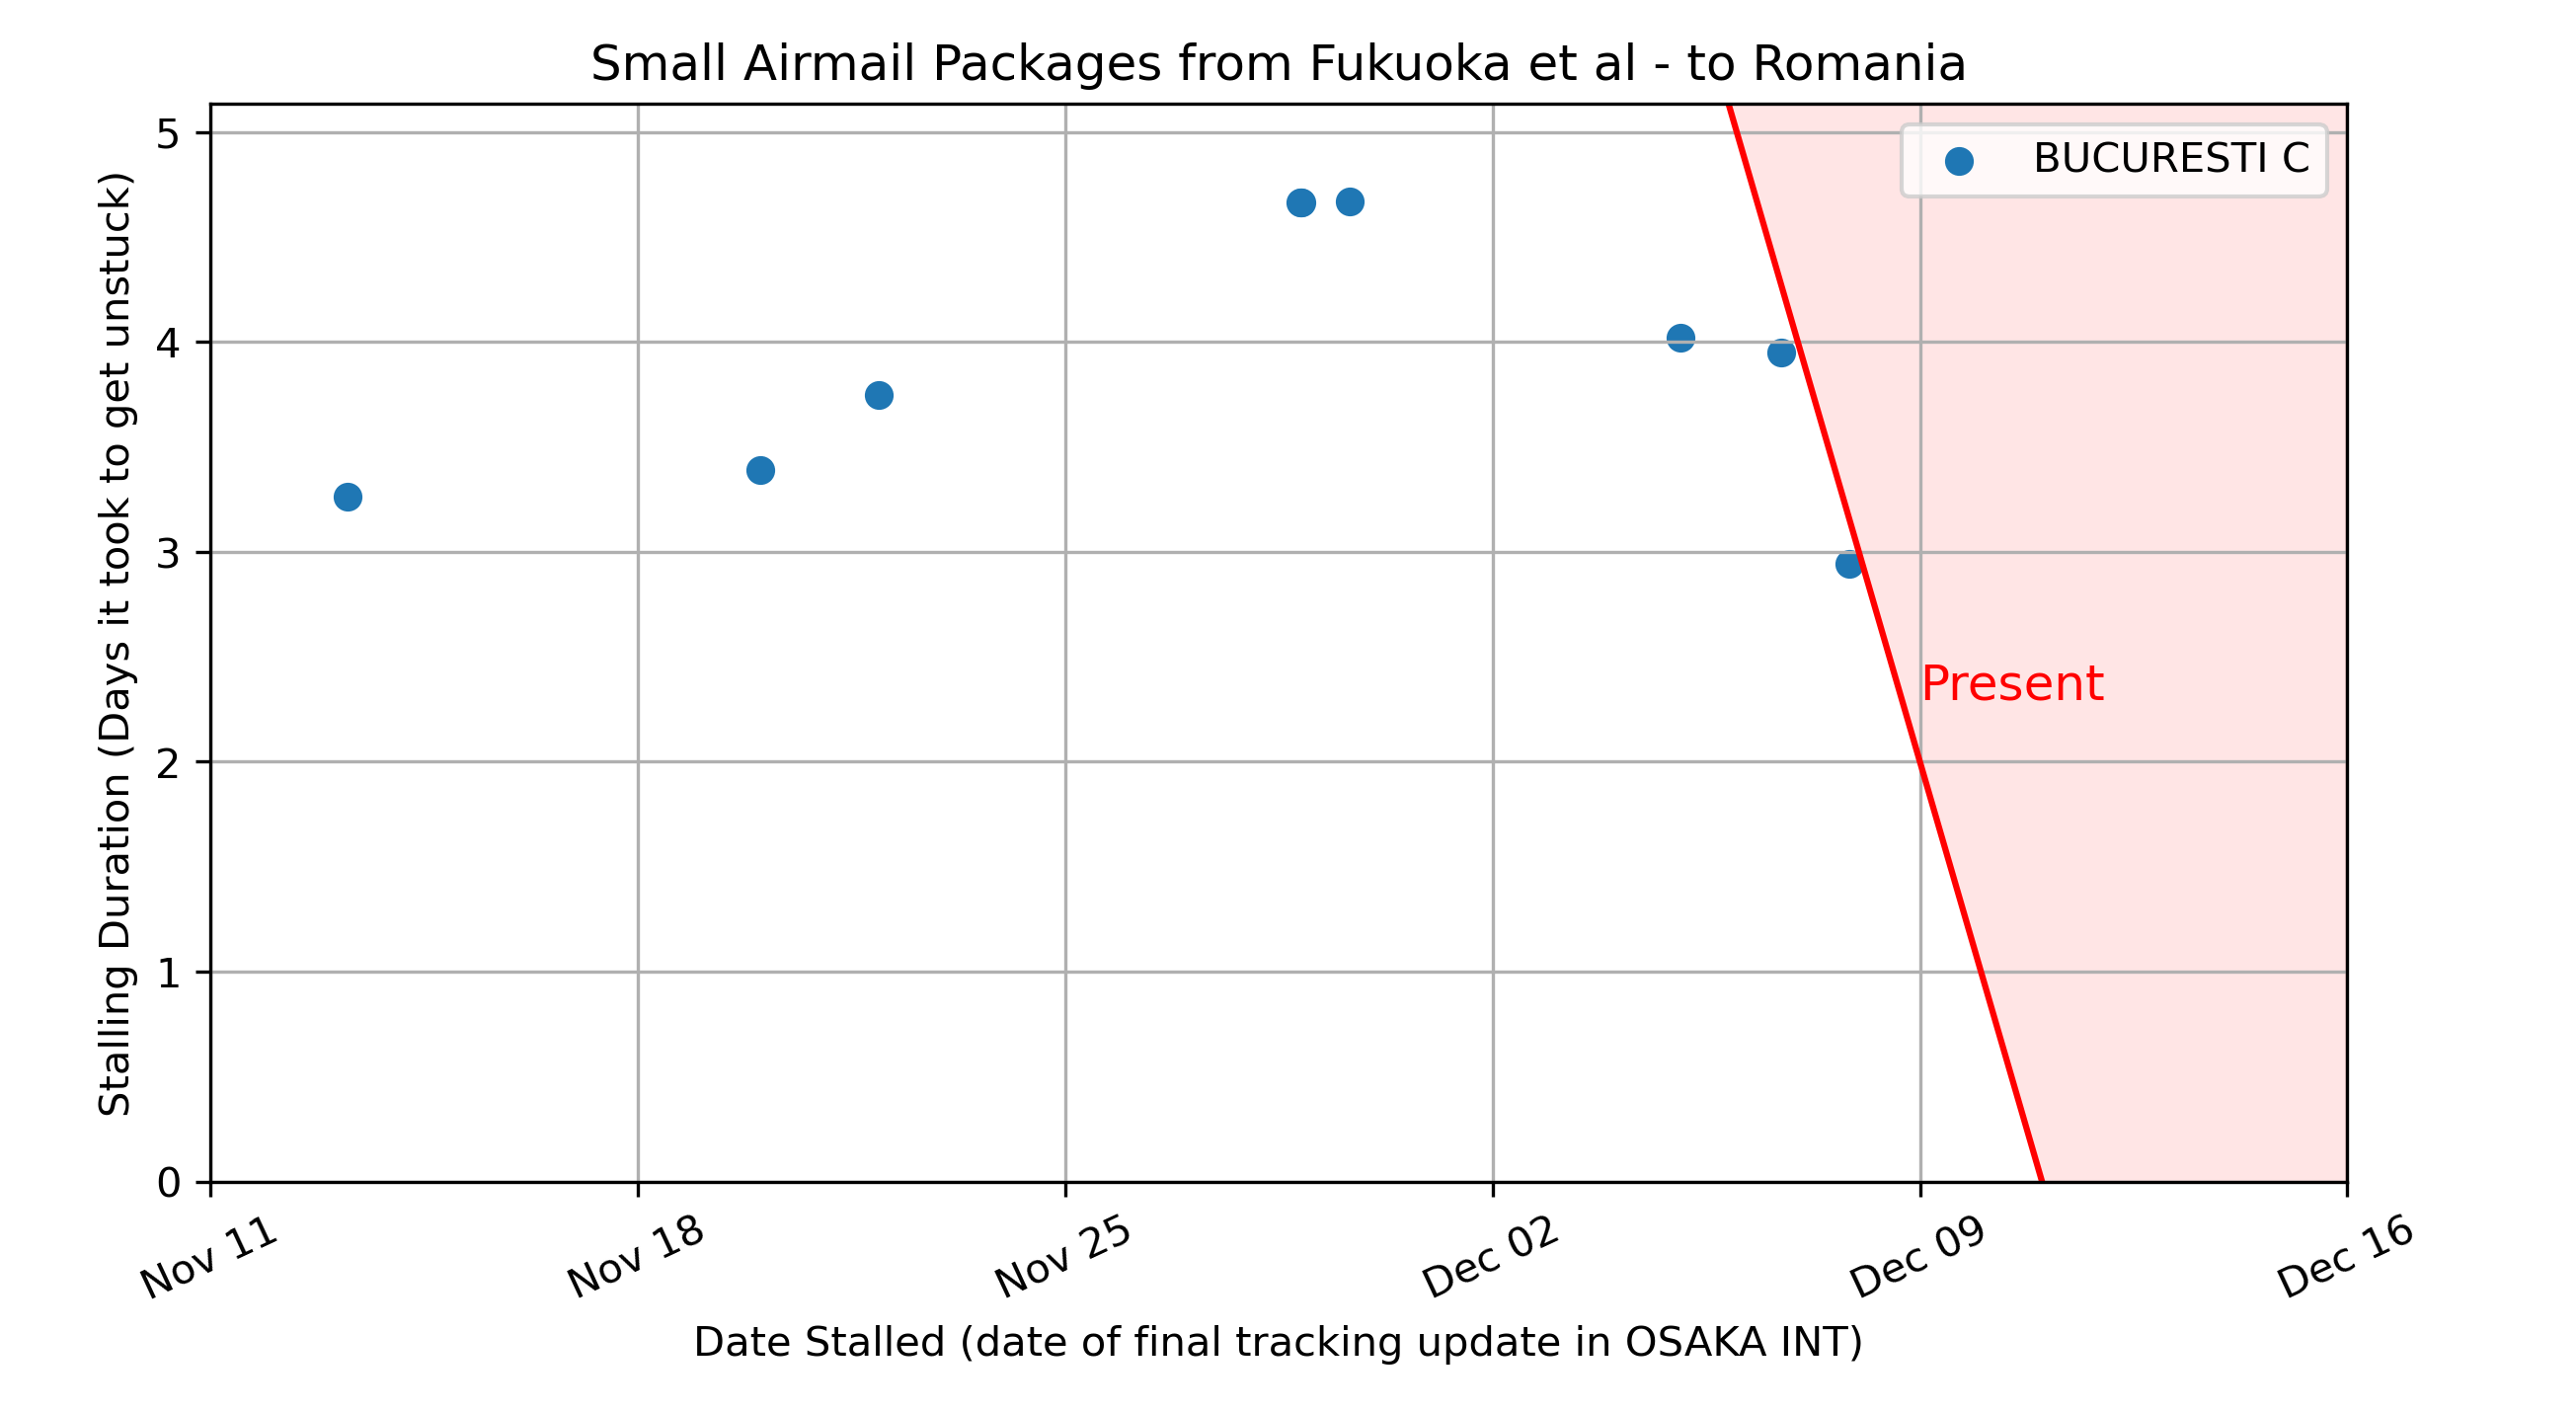 Small Airmail Packages from Fukuoka et al - to Romania
Stalling Duration (Days it took to get unstuck)
5
4
3
2
1
0
BUCURESTI C
Present
Nov 11
Nov 18
Nov 25
Dec 02
Dec 09
Dec 16
Date Stalled (date of final tracking update in OSAKA INT)